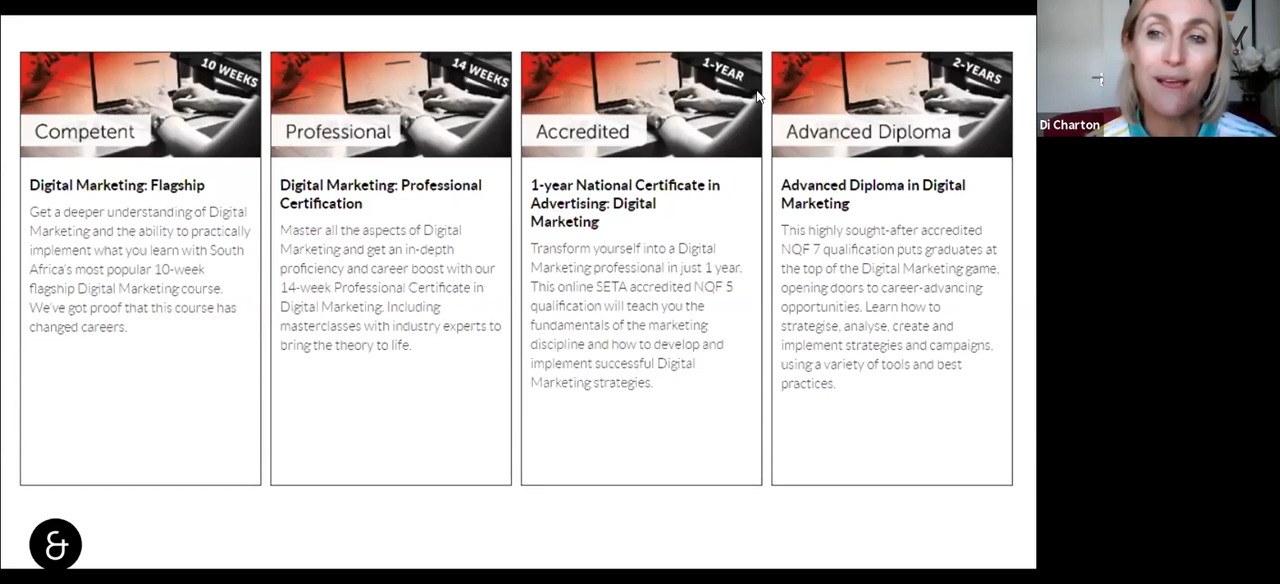 10 WEEKS
Competent
Digital Marketing: Flagship
Get a deeper understanding of Digital
Marketing and the ability to practically
implement what you learn with South
Africa's most popular 10-week
flagship Digital Marketing course.
We've got proof that this course has
changed careers.
14 WEEKS
Professional
Digital Marketing: Professional
Certification
Master all the aspects of Digital
Marketing and get an in-depth
proficiency and career boost with our
14-week Professional Certificate in
Digital Marketing. Including
masterclasses with industry experts to
bring the theory to life.
1-YEAR
Accredited
1-year National Certificate in
Advertising: Digital
Marketing
Transform yourself into a Digital
Marketing professional in just 1 year.
This online SETA accredited NQF 5
qualification will teach you the
fundamentals of the marketing
discipline and how to develop and
implement successful Digital
Marketing strategies.
2-YEARS
Advanced Diploma
Advanced Diploma in Digital
Marketing
This highly sought-after accredited
NQF 7 qualification puts graduates at
the top of the Digital Marketing game,
opening doors to career-advancing
opportunities. Learn how to
strategise, analyse, create and
implement strategies and campaigns,
using a variety of tools and best
practices.
&
Di Charton